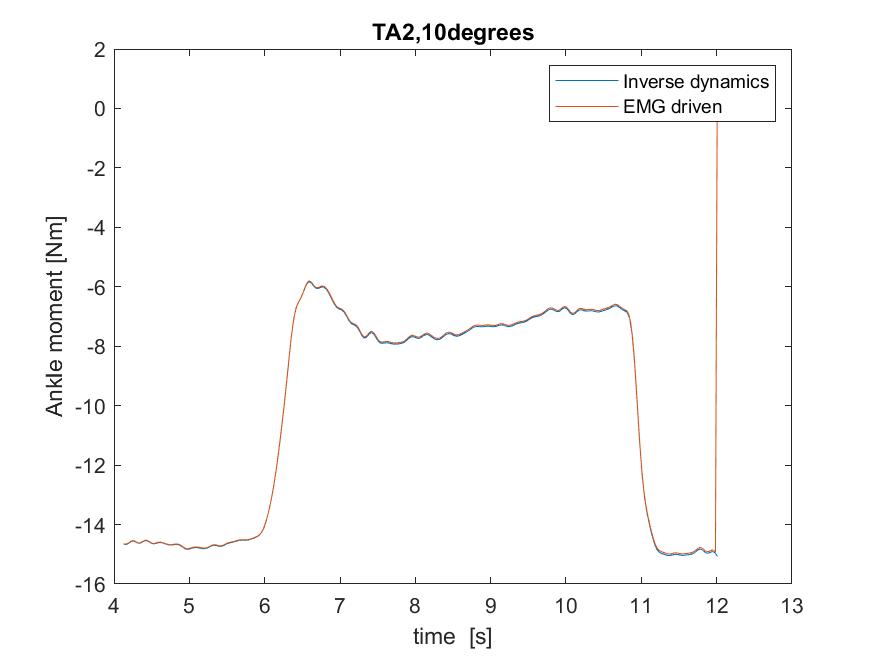 TA2,10degrees
2
0
-2
-4
-6
-8
-10
-12
-14
-16
Ankle moment [Nm]
Inverse dynamics
EMG driven
4 5 6 7 8 9 10 11 12 13
time [s]